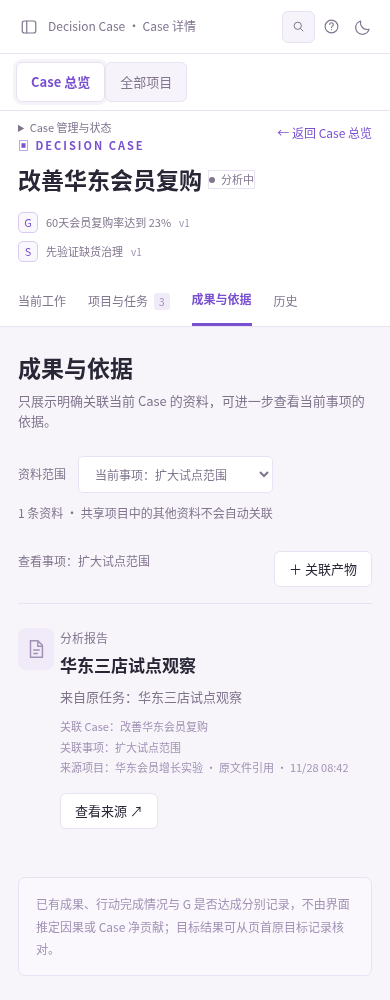 Decision Case • Case 详情
Case 总览
全部项目
Case 管理与状态
← 返回 Case 总览
DECISION CASE
改善华东会员复购
分析中
G 60天会员复购率达到 23% v1
S 先验证缺货治理 v1
当前工作
项目与任务 3
成果与依据
历史
成果与依据
只展示明确关联当前 Case 的资料，可进一步查看当前事项的
依据。
资料范围
当前事项：扩大试点范围
1 条资料 • 共享项目中的其他资料不会自动关联
查看事项：扩大试点范围
＋ 关联产物
分析报告
华东三店试点观察
来自原任务：华东三店试点观察
关联 Case：改善华东会员复购
关联事项：扩大试点范围
来源项目：华东会员增长实验 • 原文件引用 • 11/28 08:42
查看来源 ↗
已有成果、行动完成情况与 G 是否达成分别记录，不由界面
推定因果或 Case 净贡献；目标结果可从页首原目标记录核
对。